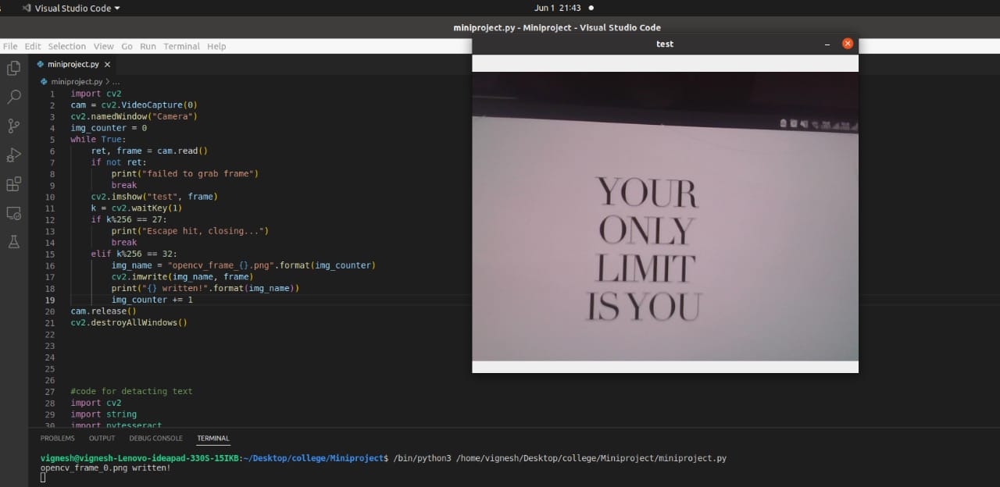 Visual Studio Code
Jun 1 21:43
miniproject.py - Miniproject - Visual Studio Code
File Edit Selection View Go Run Terminal Help
test
miniproject.py
miniproject.py > ...
1 import cv2
2 cam = cv2.VideoCapture(0)
3 cv2.namedWindow("Camera")
4 img_counter = 0
5 while True:
6 ret, frame = cam.read()
7 if not ret:
8 print("failed to grab frame")
9 break
10 cv2.imshow("test", frame)
11 k = cv2.waitKey(1)
12 if k%256 == 27:
13 print("Escape hit, closing...")
14 break
15 elif k%256 == 32:
16 img_name = "opencv_frame_{}.png".format(img_counter)
17 cv2.imwrite(img_name, frame)
18 print("{} written!".format(img_name))
19 img_counter += 1
20 cam.release()
21 cv2.destroyAllWindows()
22
23
24
25
26
27 #code for detacting text
28 import cv2
29 import string
30 import pytesseract
YOUR
ONLY
LIMIT
IS YOU
PROBLEMS OUTPUT DEBUG CONSOLE TERMINAL
vignesh@vignesh-Lenovo-ideapad-330S-15IKB:~/Desktop/college/Miniproject$ /bin/python3 /home/vignesh/Desktop/college/Miniproject/miniproject.py
opencv_frame_0.png written!